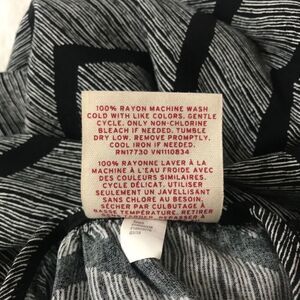 100% RAYON MACHINE WASH
COLD WITH LIKE COLORS. GENTLE
CYCLE. ONLY NON-CHLORINE
BLEACH IF NEEDED. TUMBLE
DRY LOW. REMOVE PROMPTLY.
COOL IRON IF NEEDED.
RN17730 VN1110834
100% RAYONNE LAVER À LA
MACHINE À L'EAU FROIDE AVEC
DES COULEURS SIMILAIRES.
CYCLE DÉLICAT. UTILISER
SEULEMENT UN JAVELLISANT
SANS CHLORE AU BESOIN.
SÉCHER PAR CULBUTAGE À
BASSE TEMPÉRATURE. RETIRER
REPASSER À